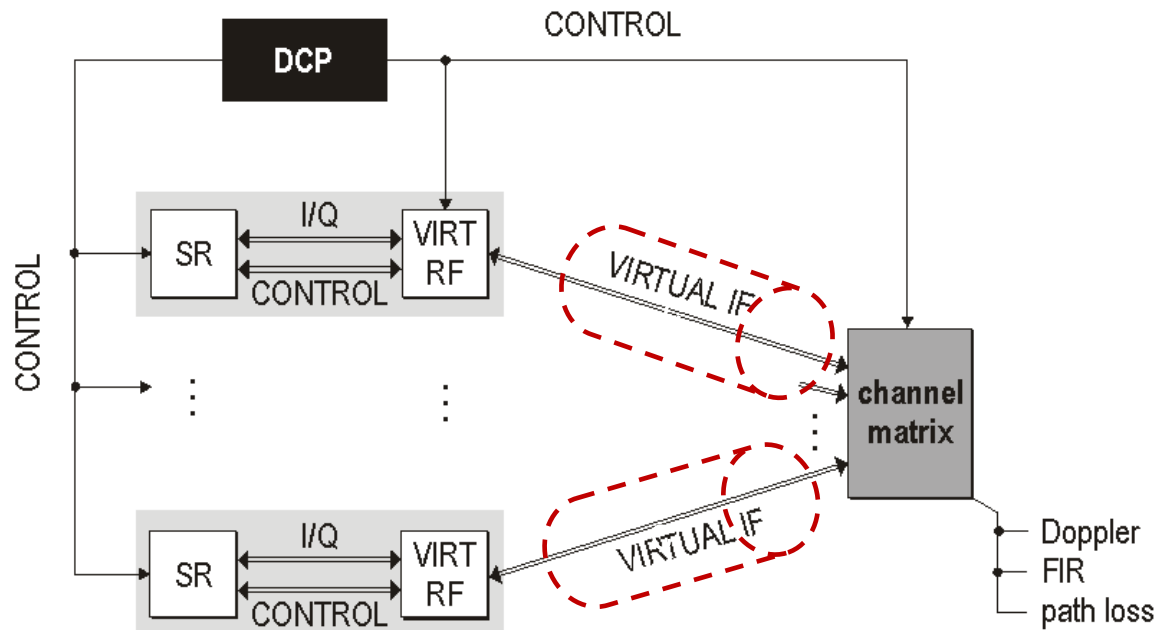 CONTROL
DCP
I/Q
SR
VIRT
RF
CONTROL
VIRTUAL IF
CONTROL
channel
matrix
I/Q
SR
VIRT
RF
CONTROL
VIRTUAL IF
Doppler
FIR
path loss